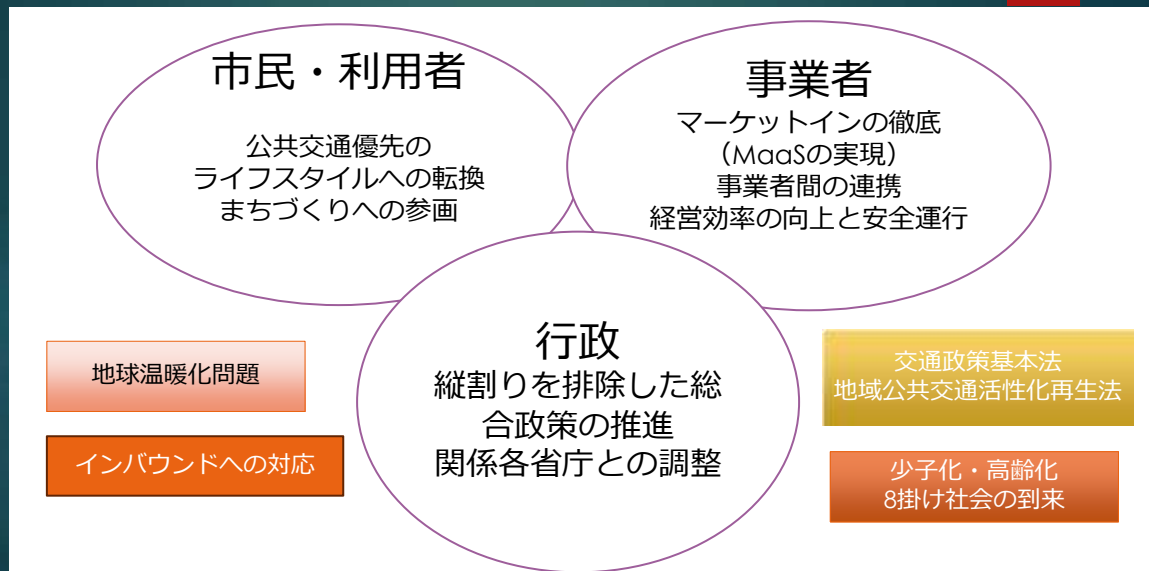 市民・利用者
公共交通優先の
ライフスタイルへの転換
まちづくりへの参画
事業者
マーケットインの徹底
（MaaSの実現）
事業者間の連携
経営効率の向上と安全運行
行政
縦割りを排除した総
合政策の推進
関係各省庁との調整
地球温暖化問題
インバウンドへの対応
交通政策基本法
地域公共交通活性化再生法
少子化・高齢化
8掛け社会の到来